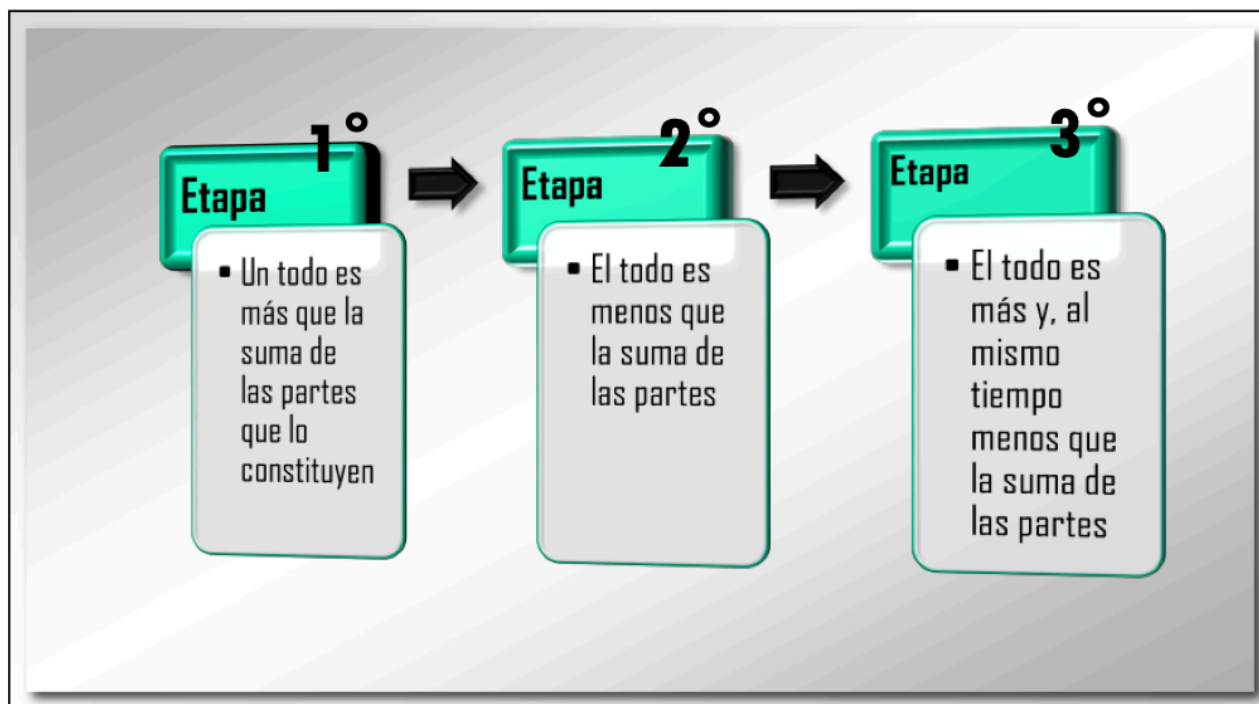 1°
Etapa
▪ Un todo es
más que la
suma de
las partes
que lo
constituyen
2°
Etapa
▪ El todo es
menos que
la suma de
las partes
3°
Etapa
▪ El todo es
más y, al
mismo
tiempo
menos que
la suma de
las partes